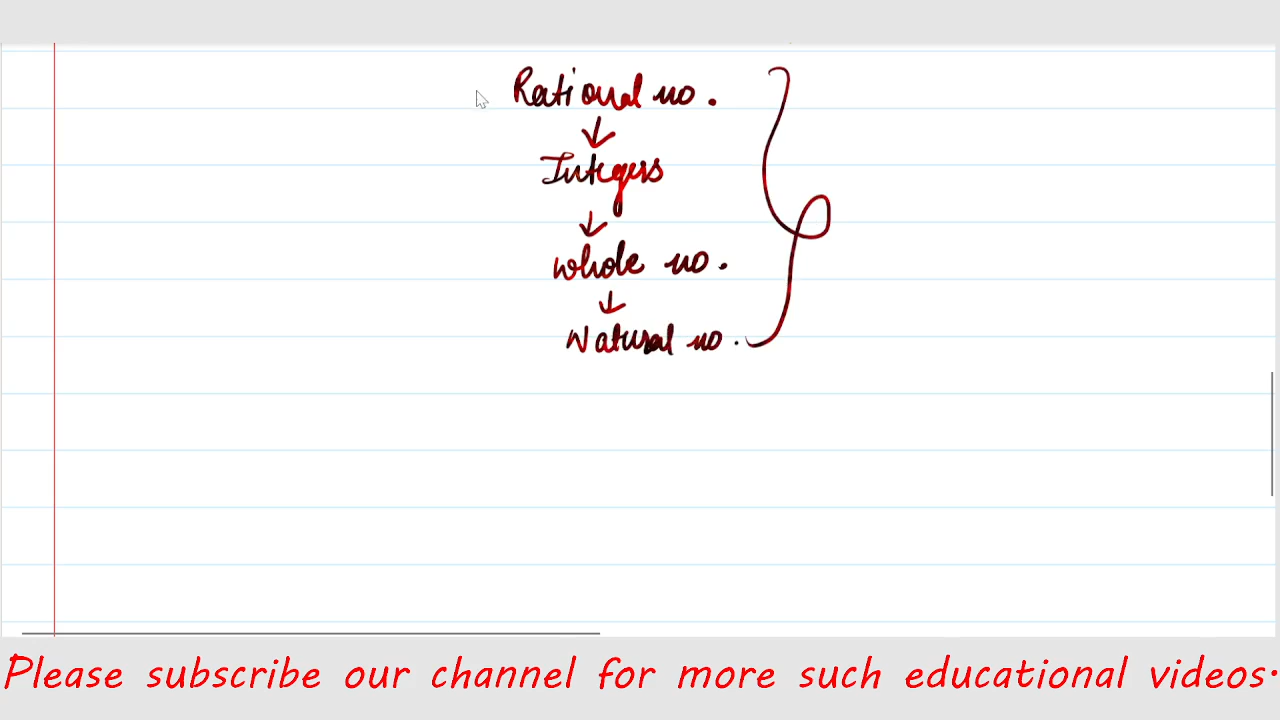 Rational no.
↓
Integers
↓
whole no.
↓
Natural no.
Please subscribe our channel for more such educational videos.